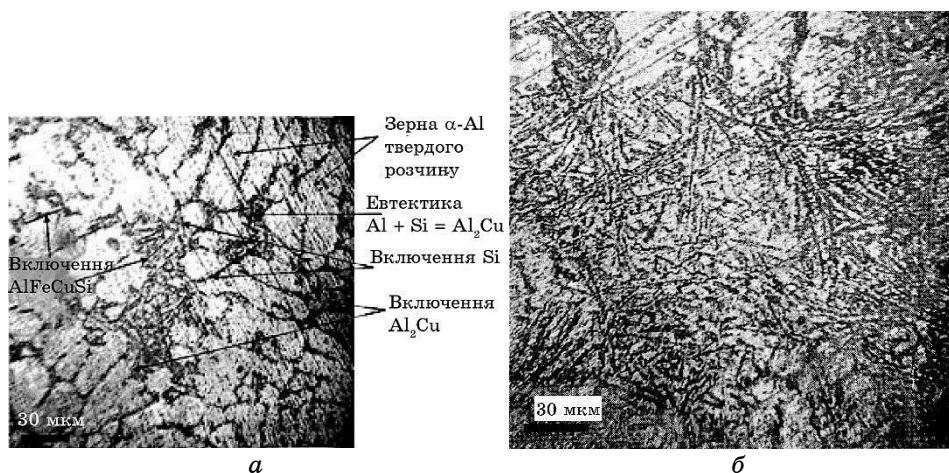 Зерна α-Al
твердого
розчину
Евтектика
Al + Si = Al₂Cu
Включення Si
Включення
Al₂Cu
Включення
AlFeCuSi
30 мкм
30 мкм
а
б